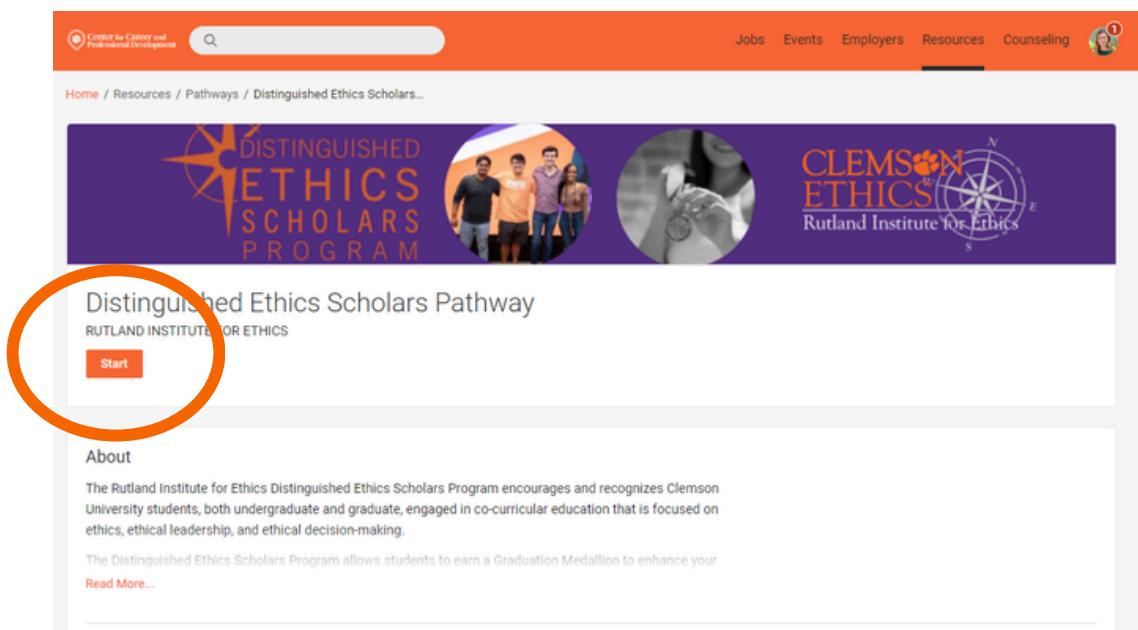 Center for Career and
Professional Development
Jobs Events Employers Resources Counseling
1
Home / Resources / Pathways / Distinguished Ethics Scholars...
DISTINGUISHED
ETHICS
SCHOLARS
PROGRAM
CLEMSON
ETHICS
Rutland Institute for Ethics
N
W
E
S
Distinguished Ethics Scholars Pathway
RUTLAND INSTITUTE FOR ETHICS
Start
About
The Rutland Institute for Ethics Distinguished Ethics Scholars Program encourages and recognizes Clemson
University students, both undergraduate and graduate, engaged in co-curricular education that is focused on
ethics, ethical leadership, and ethical decision-making.
The Distinguished Ethics Scholars Program allows students to earn a Graduation Medallion to enhance your
Read More...